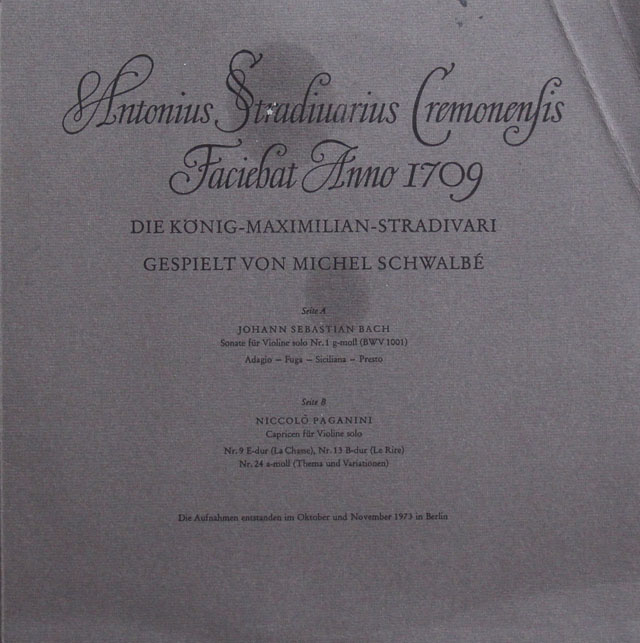 Antonius Stradiuarius Cremonensis
Faciebat Anno 1709
DIE KÖNIG-MAXIMILIAN-STRADIVARI
GESPIELT VON MICHEL SCHWALBÉ
Seite A
JOHANN SEBASTIAN BACH
Sonate für Violine solo Nr. 1 g-moll (BWV 1001)
Adagio – Fuga – Siciliana – Presto
Seite B
NICCOLÒ PAGANINI
Capricen für Violine solo
Nr. 9 E-dur (La Chasse), Nr. 13 B-dur (Le Rire)
Nr. 24 a-moll (Thema und Variationen)
Die Aufnahmen entstanden im Oktober und November 1973 in Berlin